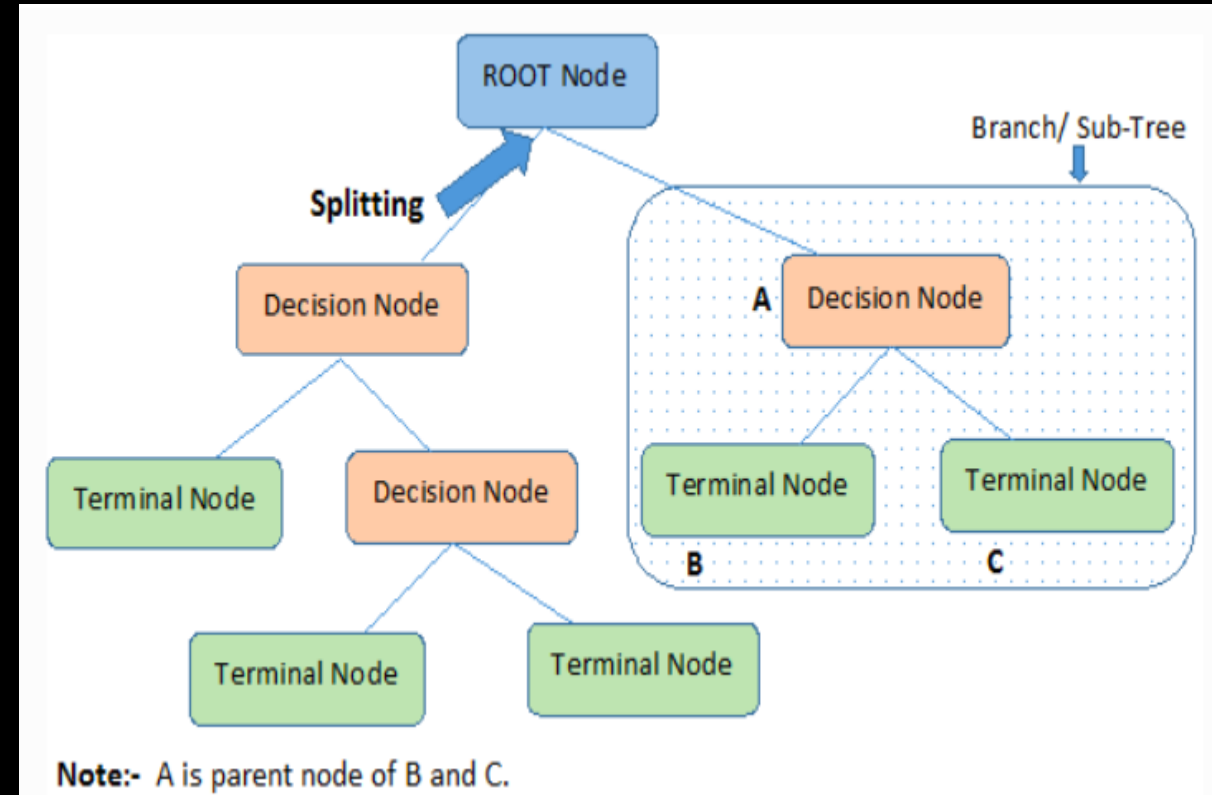 ROOT Node
Branch/ Sub-Tree
Splitting
Decision Node
A
Decision Node
Terminal Node
Decision Node
Terminal Node
Terminal Node
B
C
Terminal Node
Terminal Node
Note:- A is parent node of B and C.